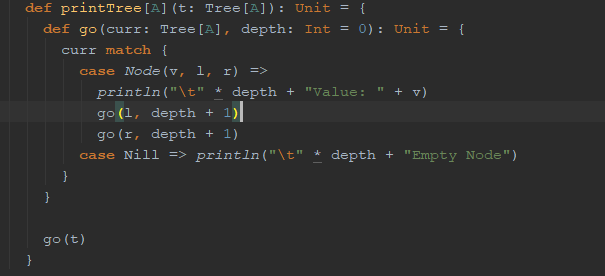 def printTree[A](t: Tree[A]): Unit = {
  def go(curr: Tree[A], depth: Int = 0): Unit = {
    curr match {
      case Node(v, l, r) =>
        println("\t" * depth + "Value: " + v)
        go(l, depth + 1)
        go(r, depth + 1)
      case Nill => println("\t" * depth + "Empty Node")
    }
  }

  go(t)
}